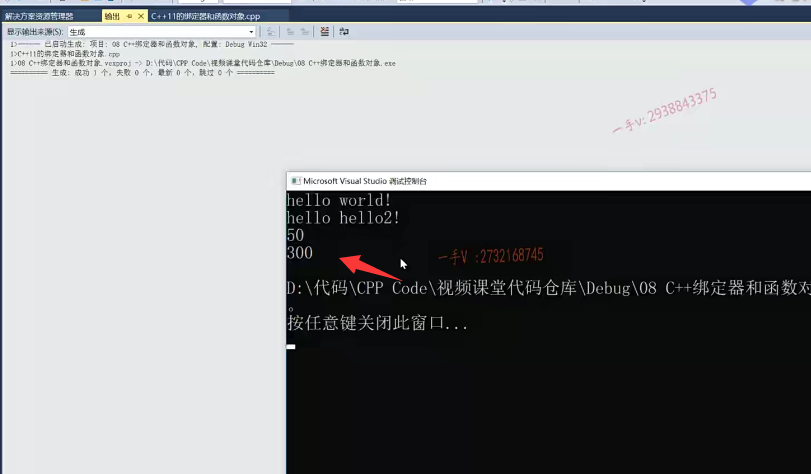 解决方案资源管理器 输出 C++11的绑定器和函数对象.cpp
显示输出来源(S): 生成
1>------ 已启动生成: 项目: 08 C++绑定器和函数对象, 配置: Debug Win32 ------
1>C++11的绑定器和函数对象.cpp
1>08 C++绑定器和函数对象.vcxproj -> D:\代码\CPP Code\视频课堂代码仓库\Debug\08 C++绑定器和函数对象.exe
========== 生成: 成功 1 个，失败 0 个，最新 0 个，跳过 0 个 ==========
一手v: 2938843375
Microsoft Visual Studio 调试控制台
hello world!
hello hello2!
50
300
一手V :2732168745
D:\代码\CPP Code\视频课堂代码仓库\Debug\08 C++绑定器和函数对
。
按任意键关闭此窗口...